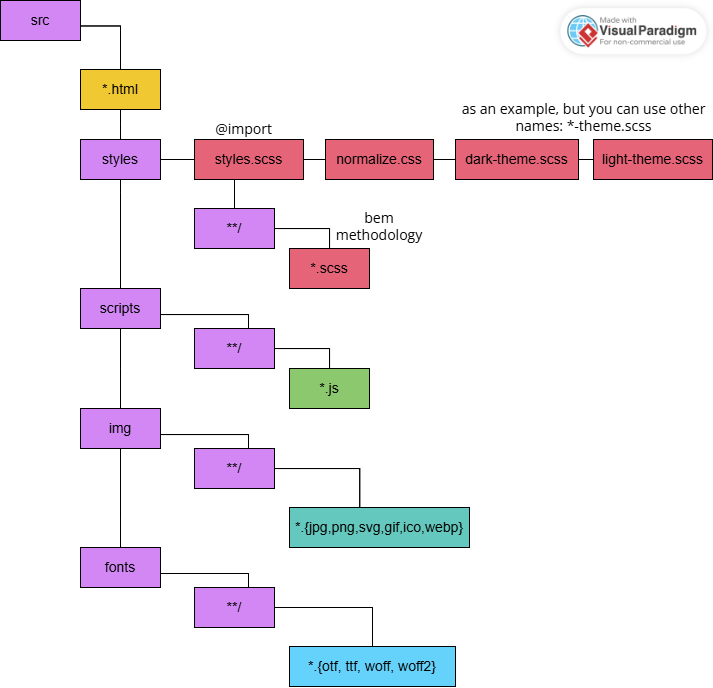 src
Made with
VisualParadigm
For non-commercial use
*.html
as an example, but you can use other
names: *-theme.scss
@import
styles
styles.scss
normalize.css
dark-theme.scss
light-theme.scss
**/
bem
methodology
*.scss
scripts
**/
*.js
img
**/
*.{jpg,png,svg,gif,ico,webp}
fonts
**/
*.{otf, ttf, woff, woff2}